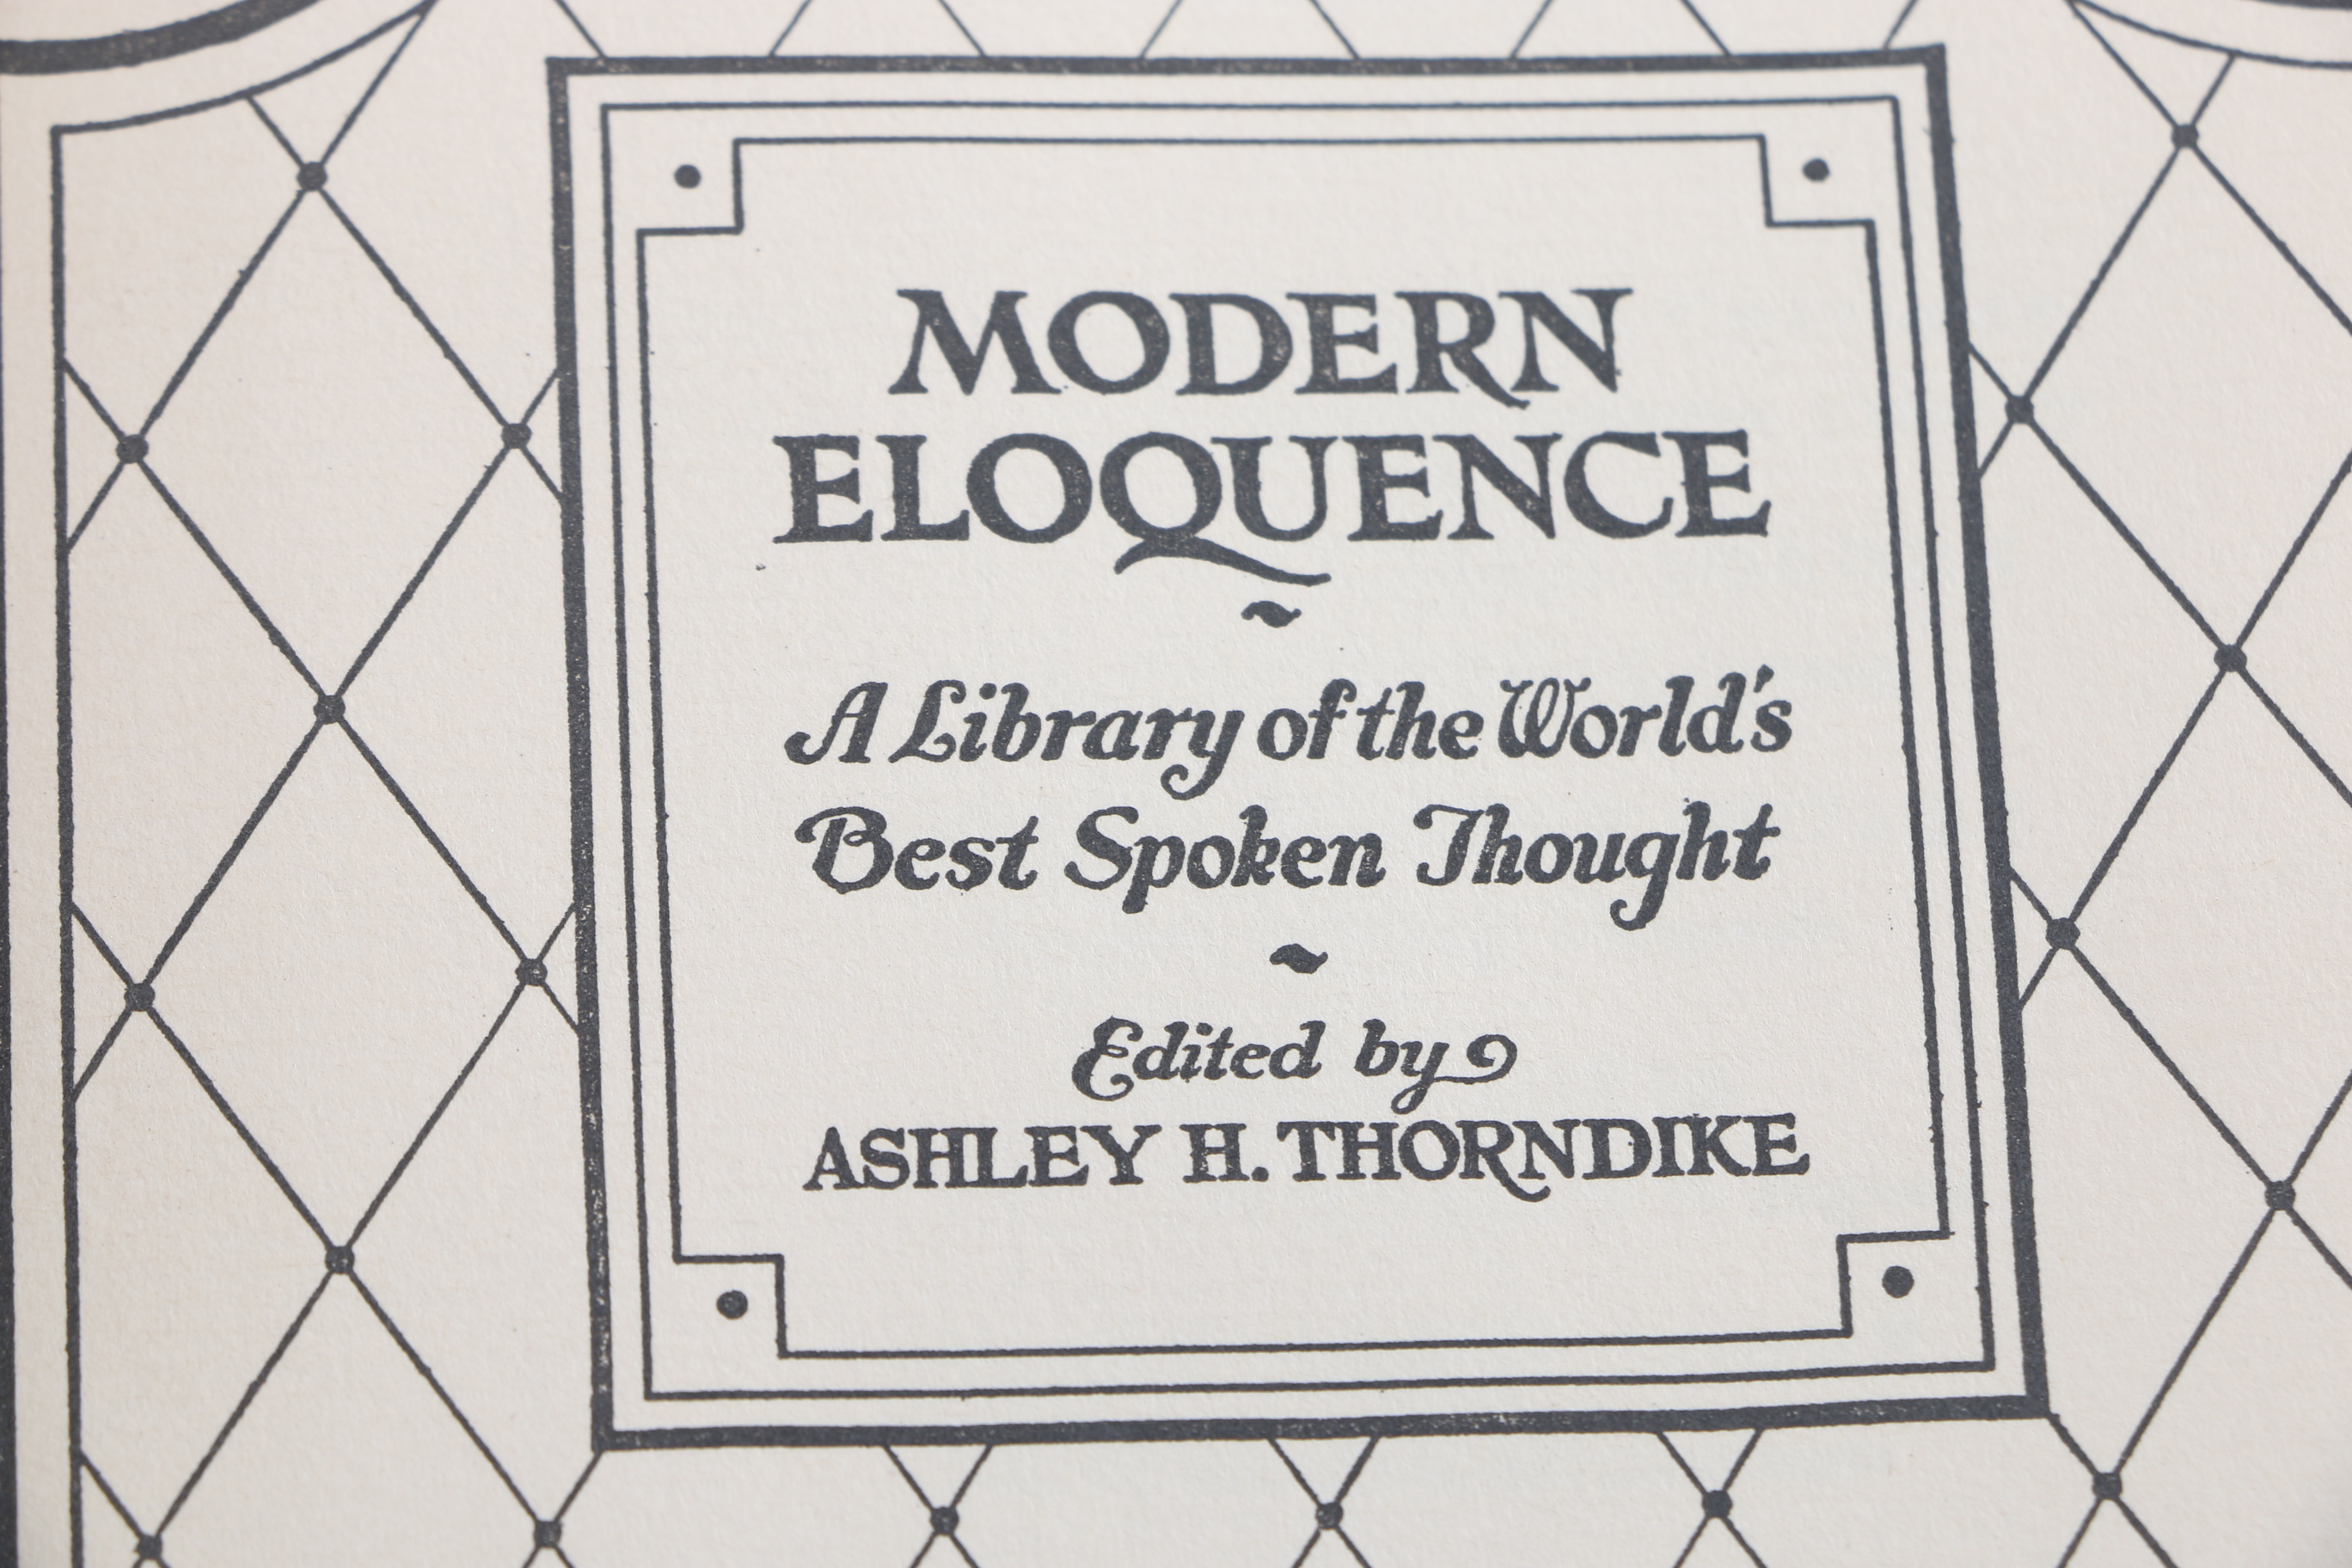 MODERN
ELOQUENCE
A Library of the World's
Best Spoken Thought
Edited by
ASHLEY H. THORNDIKE